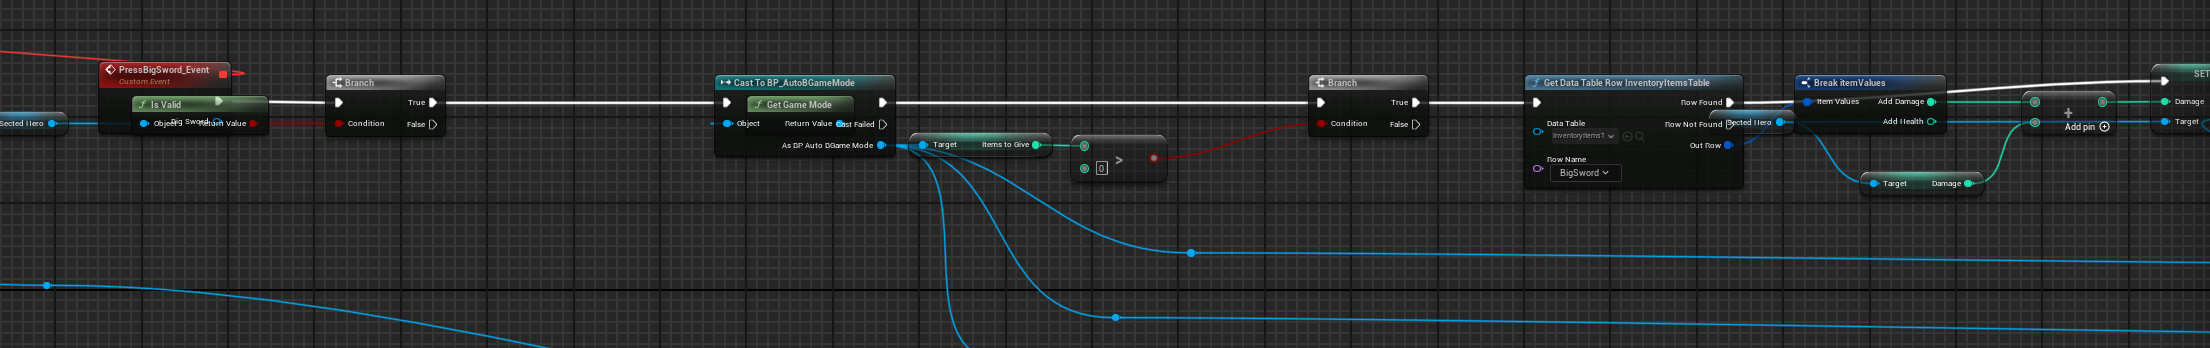 PressBigSword_Event
Custom Event
Is Valid
Big Sword
Object
Return Value
Branch
True
Condition
False
Cast To BP_AutoBGameMode
Get Game Mode
Object
Return Value
Cast Failed
As BP Auto BGame Mode
Target
Items to Give
0
>
Branch
True
Condition
False
Get Data Table Row InventoryItemsTable
Row Found
Data Table
Row Not Found
InventoryItemsT
Out Row
Row Name
BigSword
Hero
Break itemValues
Item Values
Add Damage
Add Health
Target
Damage
+
Add pin
SET
Damage
Target
Hero